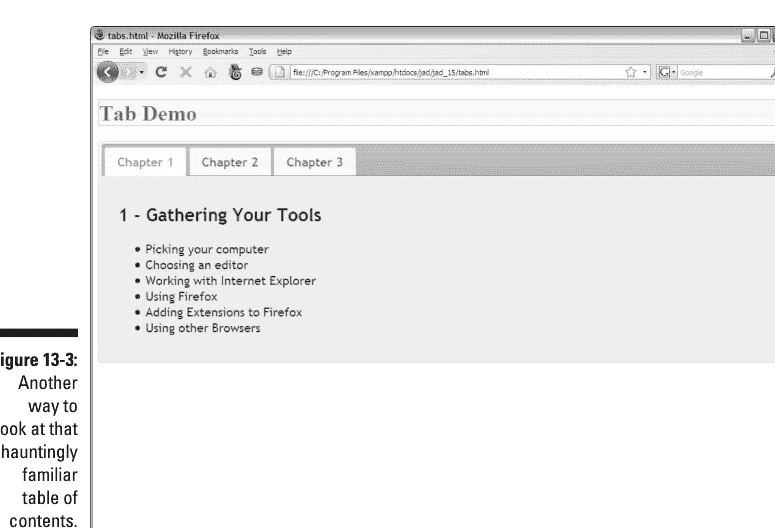 tabs.html - Mozilla Firefox
File Edit View History Bookmarks Tools Help
file:///C:/Program Files/xampp/htdocs/jad/jad_15/tabs.html
Google
Tab Demo
Chapter 1 Chapter 2 Chapter 3
1 - Gathering Your Tools
• Picking your computer
• Choosing an editor
• Working with Internet Explorer
• Using Firefox
• Adding Extensions to Firefox
• Using other Browsers
igure 13-3:
Another
way to
ook at that
hauntingly
familiar
table of
contents.